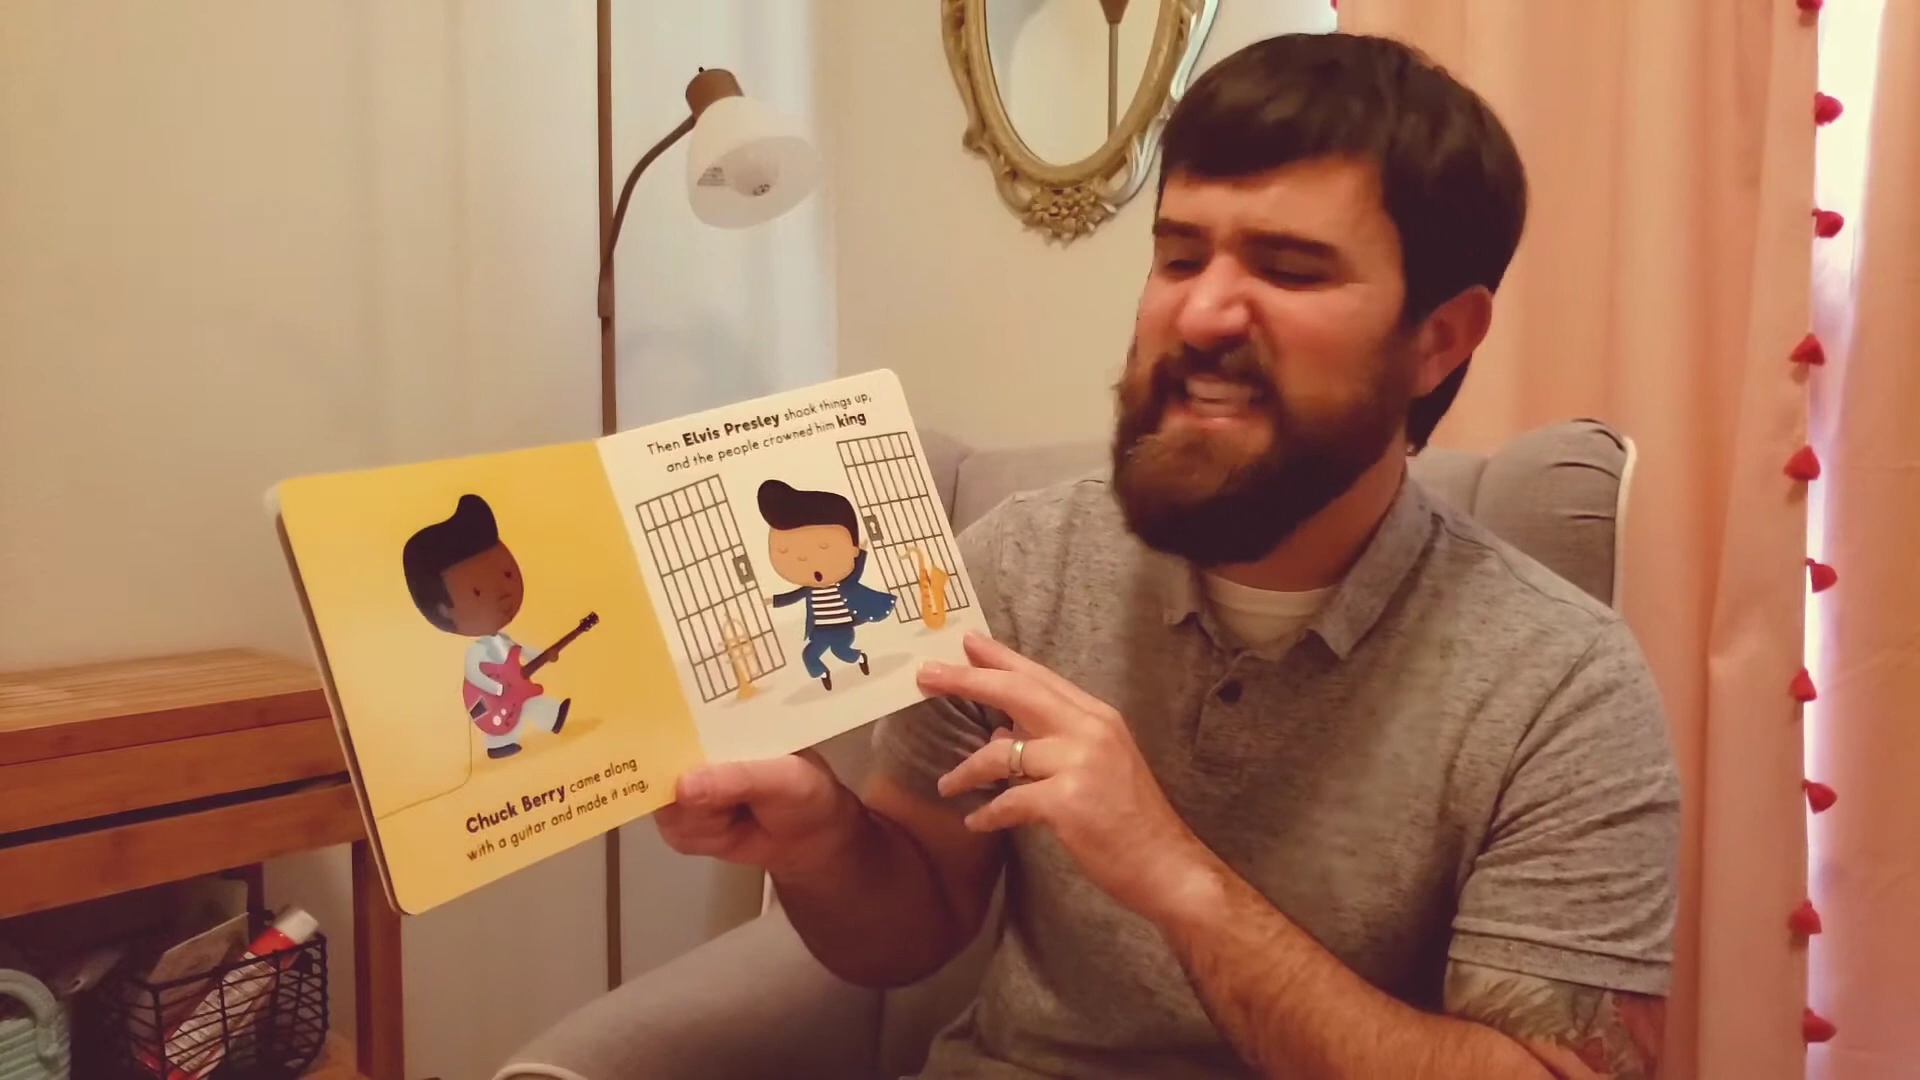 Chuck Berry came along
with a guitar and made it sing,
Then Elvis Presley shook things up,
and the people crowned him king